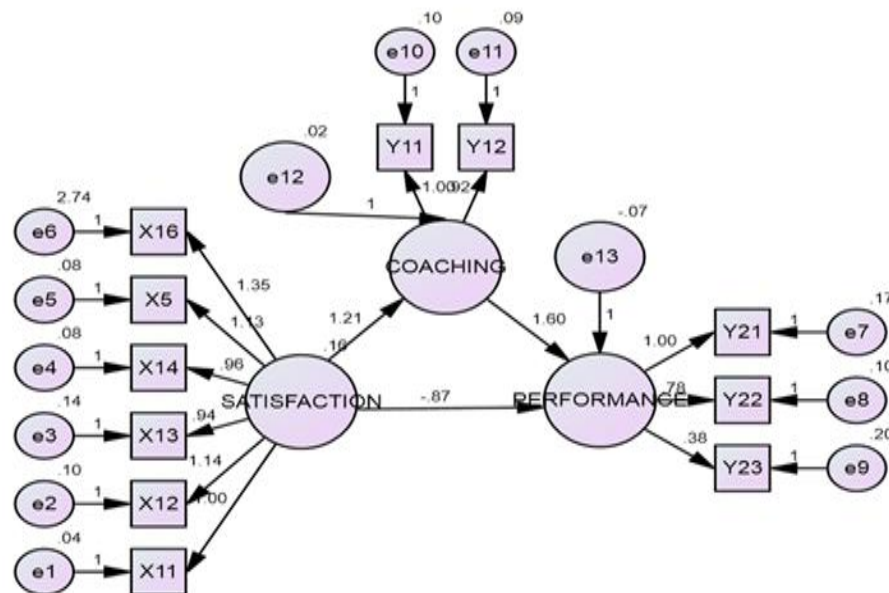 .10
.09
e10
e11
1
1
.02
Y11
Y12
e12
1.00
.92
1
2.74
-.07
e6
1
X16
COACHING
e13
.08
e5
1
X5
1.35
1.13
1.21
1.60
1
.17
1.00
Y21
1
e7
.08
e4
1
X14
.96
.16
.10
.14
SATISFACTION
-.87
PERFORMANCE
.78
Y22
1
e8
e3
1
X13
.94
.38
.20
.10
1.14
Y23
1
e9
e2
1
X12
1.00
.04
e1
1
X11